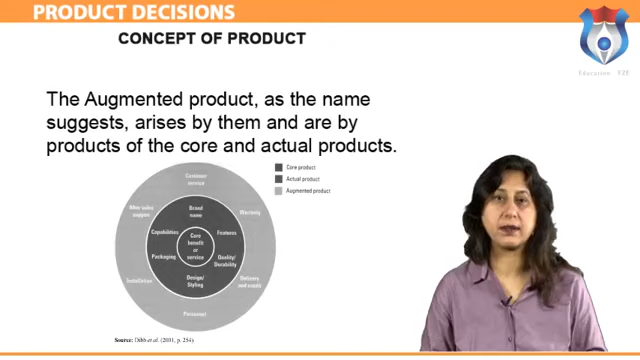 PRODUCT DECISIONS
CONCEPT OF PRODUCT
The Augmented product, as the name
suggests, arises by them and are by
products of the core and actual products.
Core product
Actual product
Augmented product
Customer
service
After sales
support
Warranty
Brand
name
Capabilities
Features
Core
benefit
or
service
Packaging
Quality/
Durability
Installation
Delivery
and credit
Design/
Styling
Personnel
Source: Dibb et al. (2001, p. 254)